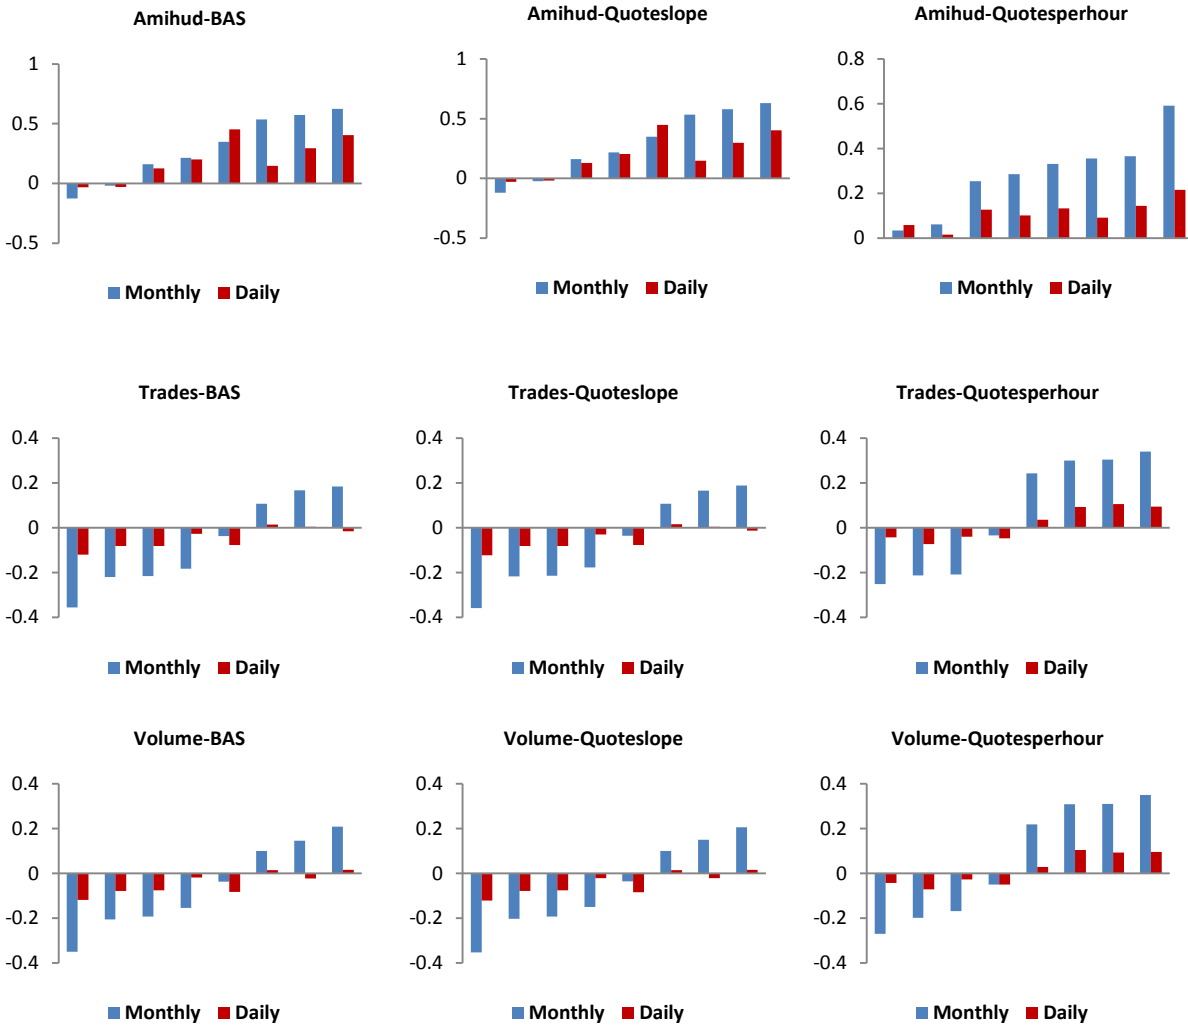 Amihud-BAS
1
0.5
0
-0.5
Monthly Daily
Amihud-Quoteslope
1
0.5
0
-0.5
Monthly Daily
Amihud-Quotesperhour
0.8
0.6
0.4
0.2
0
Monthly Daily
Trades-BAS
0.4
0.2
0
-0.2
-0.4
Monthly Daily
Trades-Quoteslope
0.4
0.2
0
-0.2
-0.4
Monthly Daily
Trades-Quotesperhour
0.4
0.2
0
-0.2
-0.4
Monthly Daily
Volume-BAS
0.4
0.2
0
-0.2
-0.4
Monthly Daily
Volume-Quoteslope
0.4
0.2
0
-0.2
-0.4
Monthly Daily
Volume-Quotesperhour
0.4
0.2
0
-0.2
-0.4
Monthly Daily